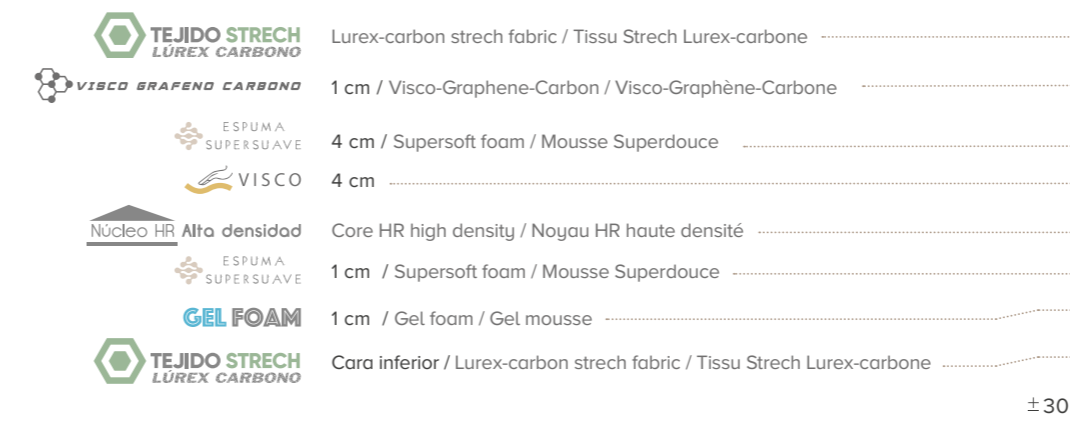 TEJIDO STRECH
LÚREX CARBONO
Lurex-carbon strech fabric / Tissu Strech Lurex-carbone
VISCO GRAFENO CARBONO
1 cm / Visco-Graphene-Carbon / Visco-Graphène-Carbone
ESPUMA
SUPERSUAVE
4 cm / Supersoft foam / Mousse Superdouce
VISCO
4 cm
Núcleo HR Alta densidad
Core HR high density / Noyau HR haute densité
ESPUMA
SUPERSUAVE
1 cm / Supersoft foam / Mousse Superdouce
GEL FOAM
1 cm / Gel foam / Gel mousse
TEJIDO STRECH
LÚREX CARBONO
Cara inferior / Lurex-carbon strech fabric / Tissu Strech Lurex-carbone
±30